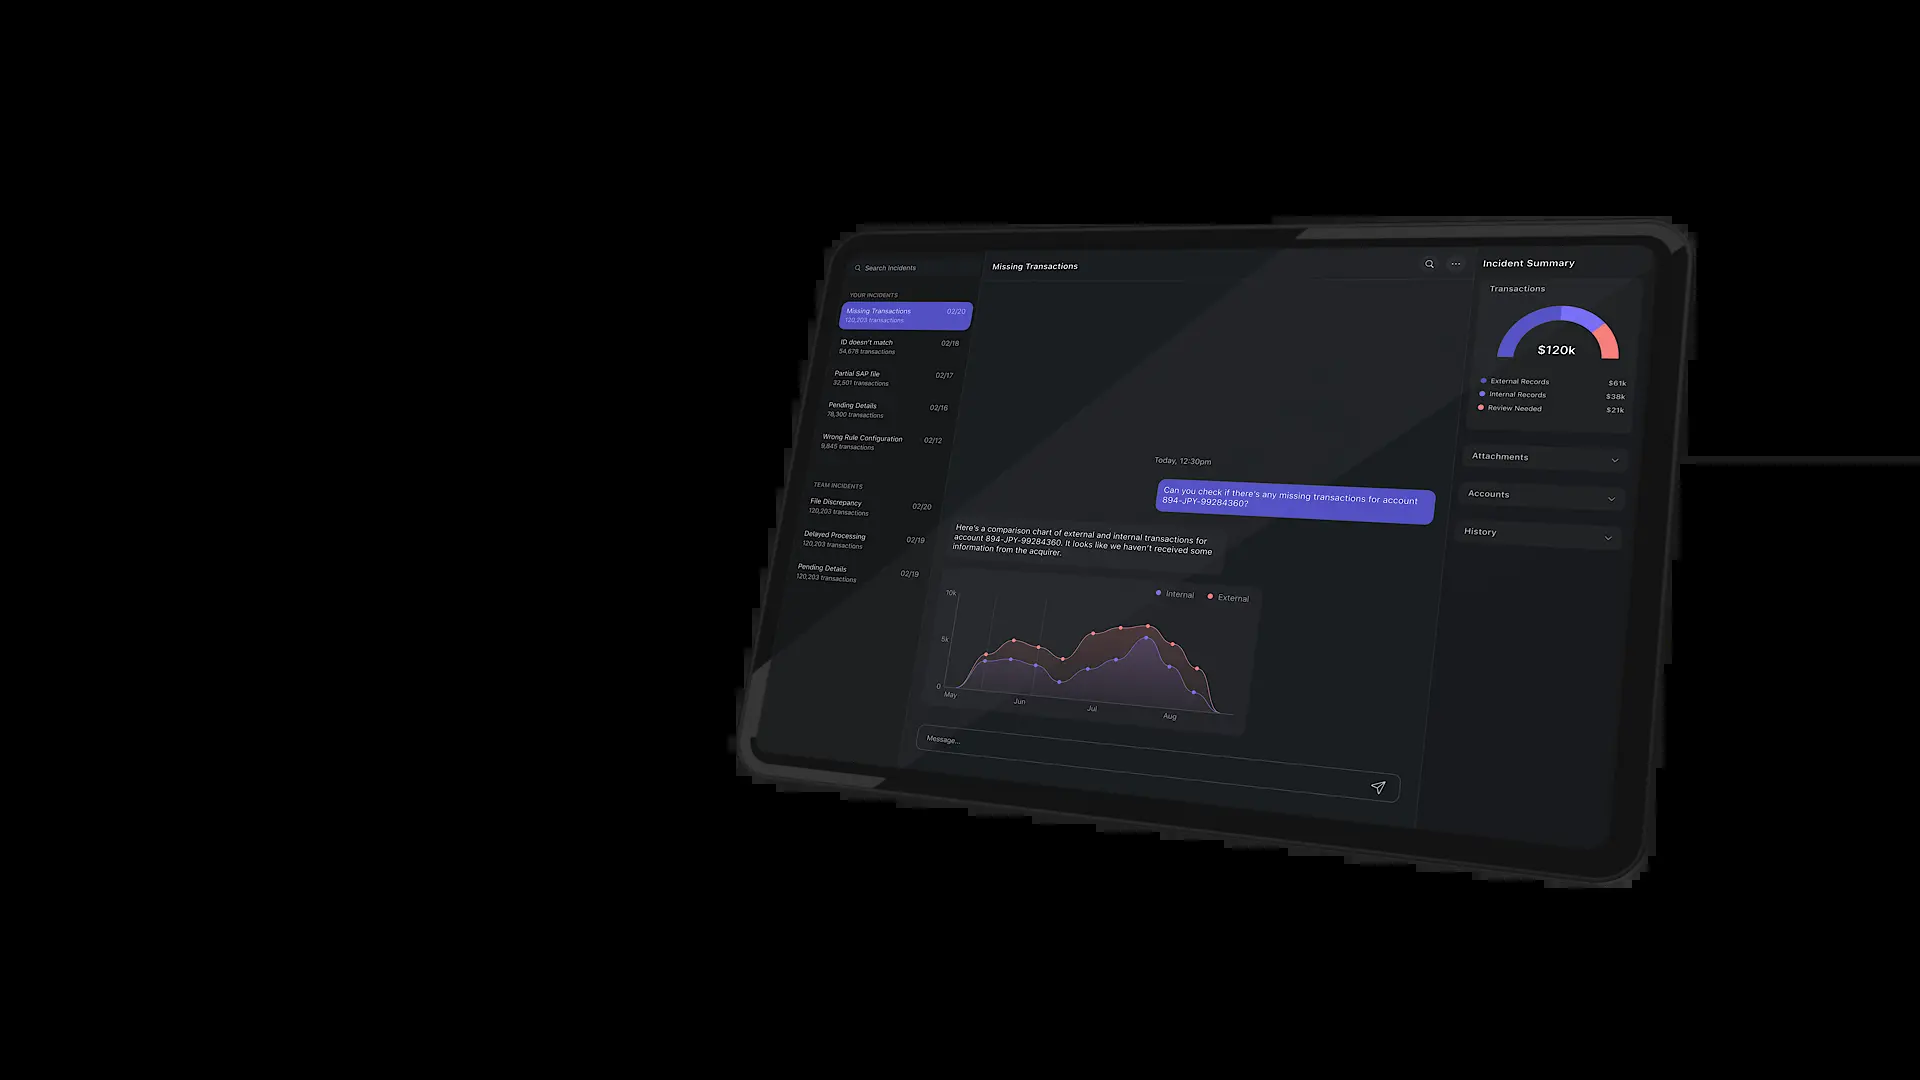 Search Incidents
YOUR INCIDENTS
Missing Transactions 02/20
120,203 transactions
ID doesn't match 02/18
54,678 transactions
Partial SAP file 02/17
32,501 transactions
Pending Details 02/16
78,300 transactions
Wrong Rule Configuration 02/12
9,845 transactions
TEAM INCIDENTS
File Discrepancy 02/20
120,203 transactions
Delayed Processing 02/19
120,203 transactions
Pending Details 02/19
120,203 transactions
Missing Transactions
Today, 12:30pm
Can you check if there's any missing transactions for account
894-JPY-99284360?
Here's a comparison chart of external and internal transactions for
account 894-JPY-99284360. It looks like we haven't received some
information from the acquirer.
Internal External
10k
5k
0
May Jun Jul Aug
Message...
Incident Summary
Transactions
$120k
External Records $61k
Internal Records $38k
Review Needed $21k
Attachments
Accounts
History